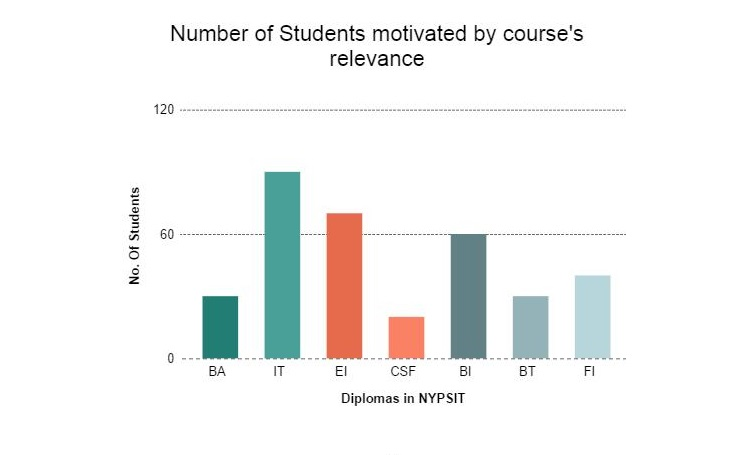 Number of Students motivated by course's
relevance
120
No. Of Students
60
0
BA IT EI CSF BI BT FI
Diplomas in NYPSIT